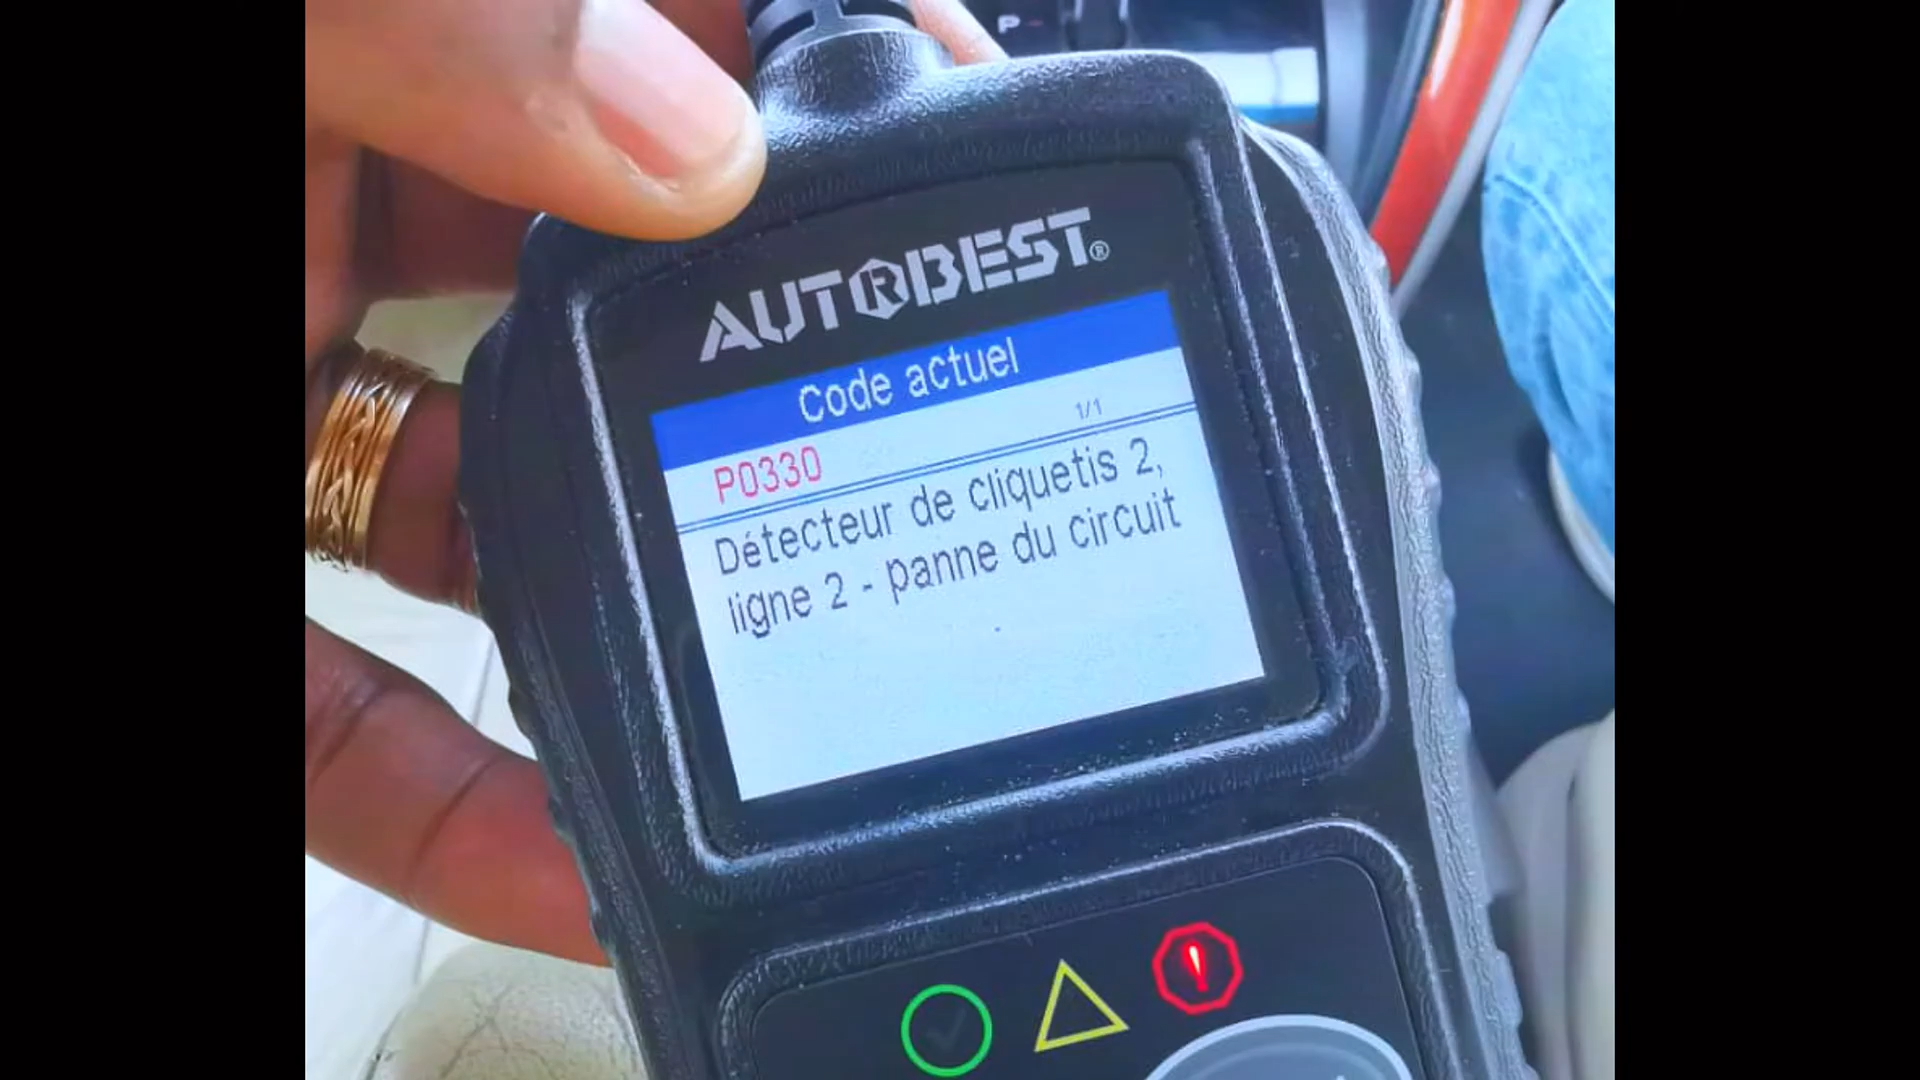 P
AUTOBEST®
Code actuel
1/1
P0330
Détecteur de cliquetis 2,
ligne 2 - panne du circuit